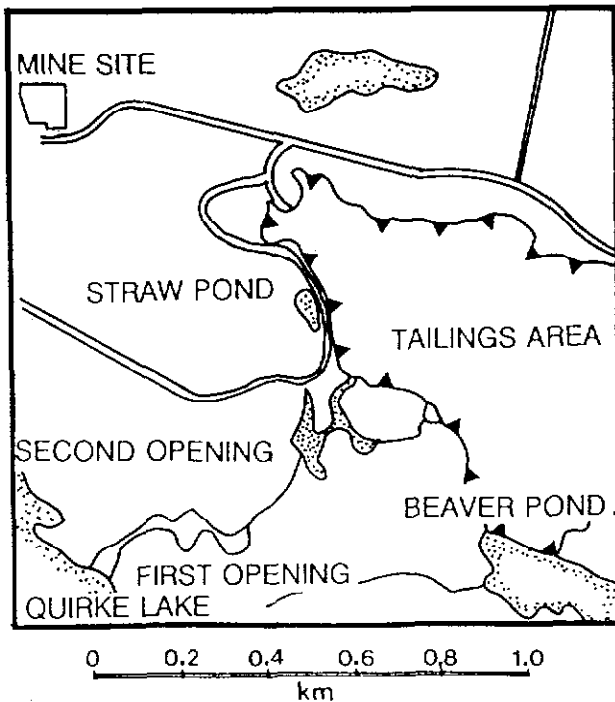 MINE SITE
STRAW POND
TAILINGS AREA
SECOND OPENING
BEAVER POND
FIRST OPENING
QUIRKE LAKE
0 0.2 0.4 0.6 0.8 1.0
km